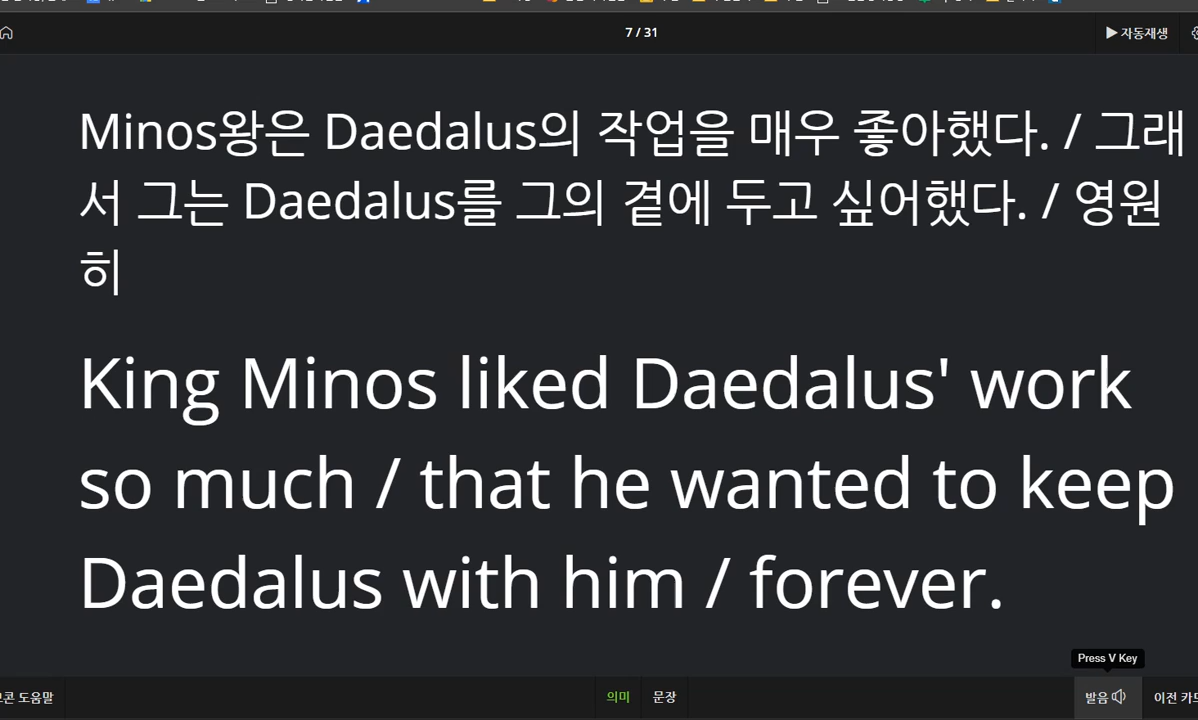 7 / 31
▶ 자동재생
Minos왕은 Daedalus의 작업을 매우 좋아했다. / 그래
서 그는 Daedalus를 그의 곁에 두고 싶어했다. / 영원
히
King Minos liked Daedalus' work
so much / that he wanted to keep
Daedalus with him / forever.
Press V Key
도움말
의미
문장
발음
이전